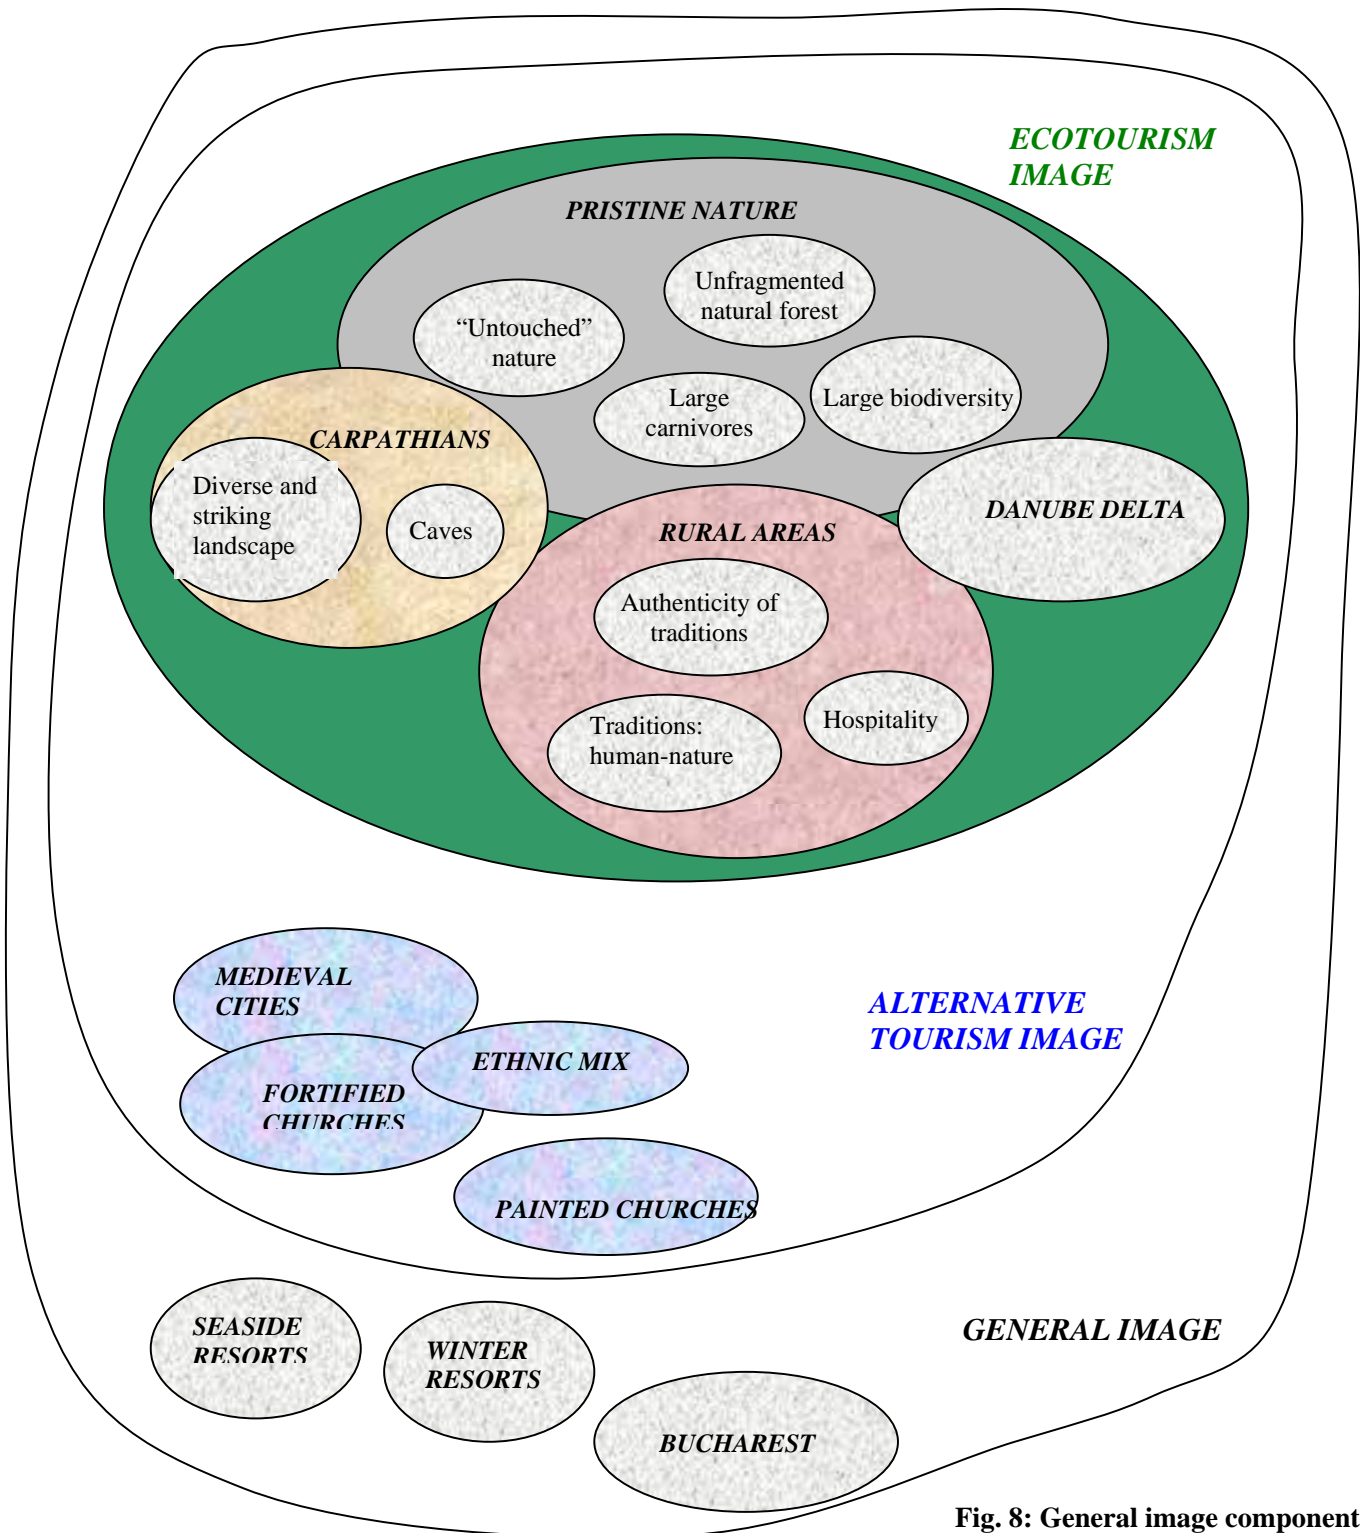 ECOTOURISM
IMAGE
PRISTINE NATURE
Unfragmented
natural forest
“Untouched”
nature
Large
carnivores
Large biodiversity
CARPATHIANS
Diverse and
striking
landscape
Caves
DANUBE DELTA
RURAL AREAS
Authenticity of
traditions
Traditions:
human-nature
Hospitality
MEDIEVAL
CITIES
ALTERNATIVE
TOURISM IMAGE
ETHNIC MIX
FORTIFIED
CHURCHES
PAINTED CHURCHES
SEASIDE
RESORTS
WINTER
RESORTS
GENERAL IMAGE
BUCHAREST
Fig. 8: General image component